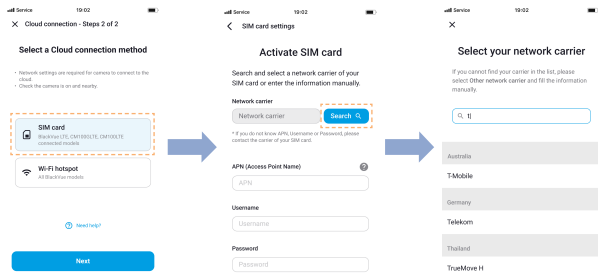 Service
19:02
Cloud connection - Steps 2 of 2
Select a Cloud connection method
• Network settings are required for camera to connect to the
cloud.
• Check the camera is on and nearby.
SIM card
BlackVue LTE, CM100GLTE, CM100LTE
connected models
Wi-Fi hotspot
All BlackVue models
Need help?
Next
Service
19:02
SIM card settings
Activate SIM card
Search and select a network carrier of your
SIM card or enter the information manually.
Network carrier
Network carrier
Search
* If you do not know APN, Username or Password, please
contact the carrier of your SIM card.
APN (Access Point Name)
?
APN
Username
Username
Password
Password
Service
19:02
Select your network carrier
If you cannot find your carrier in the list, please
select Other network carrier and fill the information
manually.
t
Australia
T-Mobile
Germany
Telekom
Thailand
TrueMove H